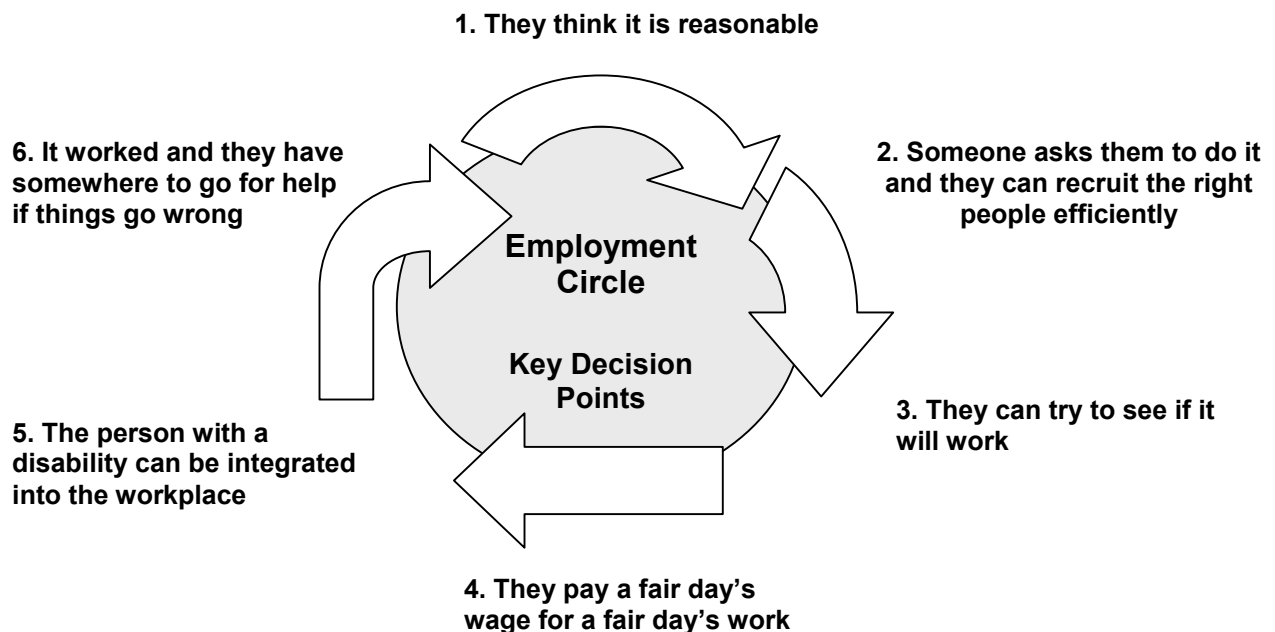 1. They think it is reasonable
2. Someone asks them to do it
and they can recruit the right
people efficiently
3. They can try to see if it
will work
4. They pay a fair day’s
wage for a fair day’s work
5. The person with a
disability can be integrated
into the workplace
6. It worked and they have
somewhere to go for help
if things go wrong
Employment
Circle
Key Decision
Points